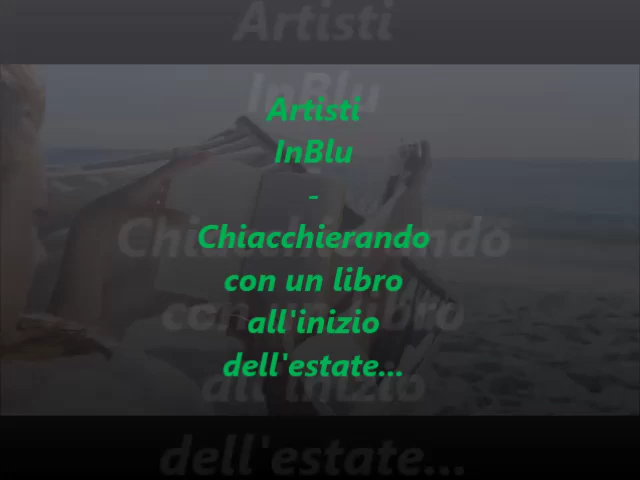 Artisti
InBlu
-
Chiacchierando
con un libro
all'inizio
dell'estate...